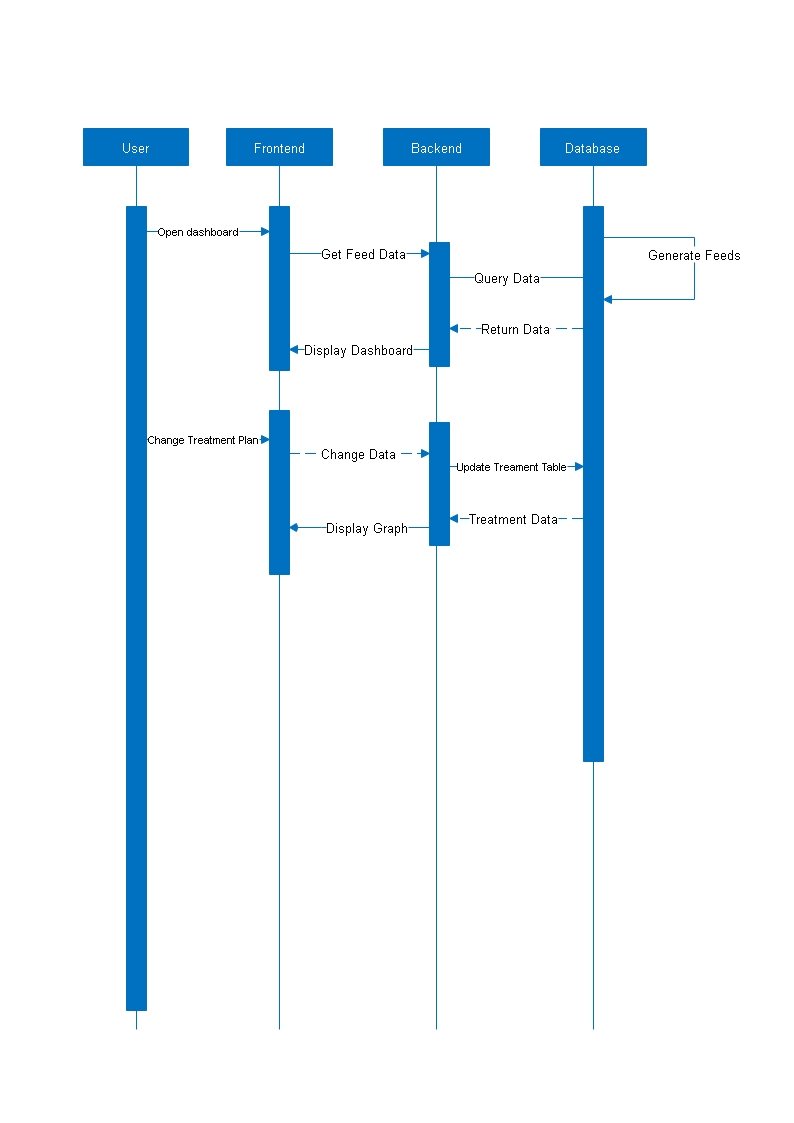 User
Frontend
Backend
Database
Open dashboard
Generate Feeds
Get Feed Data
Query Data
Return Data
Display Dashboard
Change Treatment Plan
Change Data
Update Treament Table
Treatment Data
Display Graph